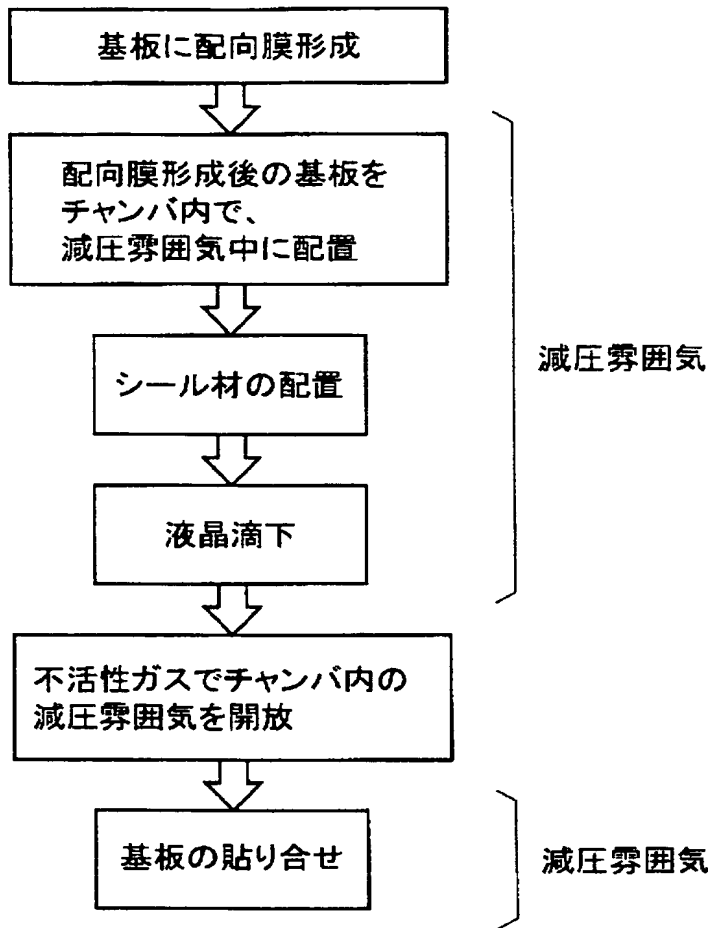 基板に配向膜形成
配向膜形成後の基板を
チャンバ内で、
減圧雰囲気中に配置
シール材の配置
減圧雰囲気
液晶滴下
不活性ガスでチャンバ内の
減圧雰囲気を開放
基板の貼り合せ
減圧雰囲気